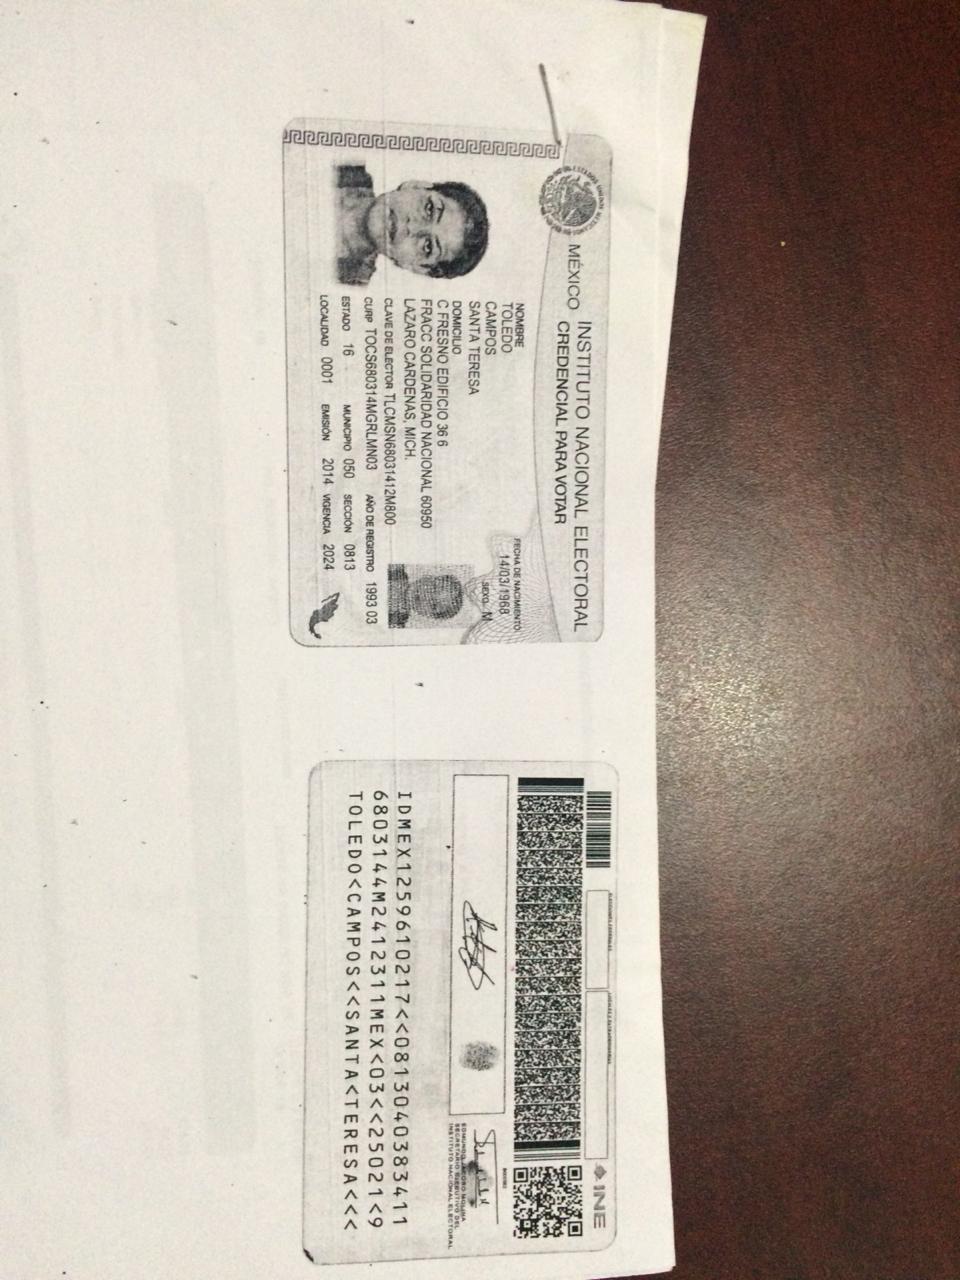 MÉXICO INSTITUTO NACIONAL ELECTORAL
CREDENCIAL PARA VOTAR
NOMBRE
TOLEDO
CAMPOS
SANTA TERESA
FECHA DE NACIMIENTO
14/03/1968
SEXO M
DOMICILIO
C FRESNO EDIFICIO 36 6
FRACC SOLIDARIDAD NACIONAL 60950
LAZARO CARDENAS, MICH.
CLAVE DE ELECTOR TLCMSN68031412M800
CURP TOCS680314MGRLMN03 AÑO DE REGISTRO 1993 03
ESTADO 16 MUNICIPIO 050 SECCIÓN 0813
LOCALIDAD 0001 EMISIÓN 2014 VIGENCIA 2024
ELECCIONES FEDERALES
LOCALES Y EXTRAORDINARIAS
INE
EDMUNDO JACOBO MOLINA
SECRETARIO EJECUTIVO DEL
INSTITUTO NACIONAL ELECTORAL
IDMEX1259610217<<0813040383411
6803144M2412311MEX<03<<25021<9
TOLEDO<CAMPOS<<SANTA<TERESA<<<